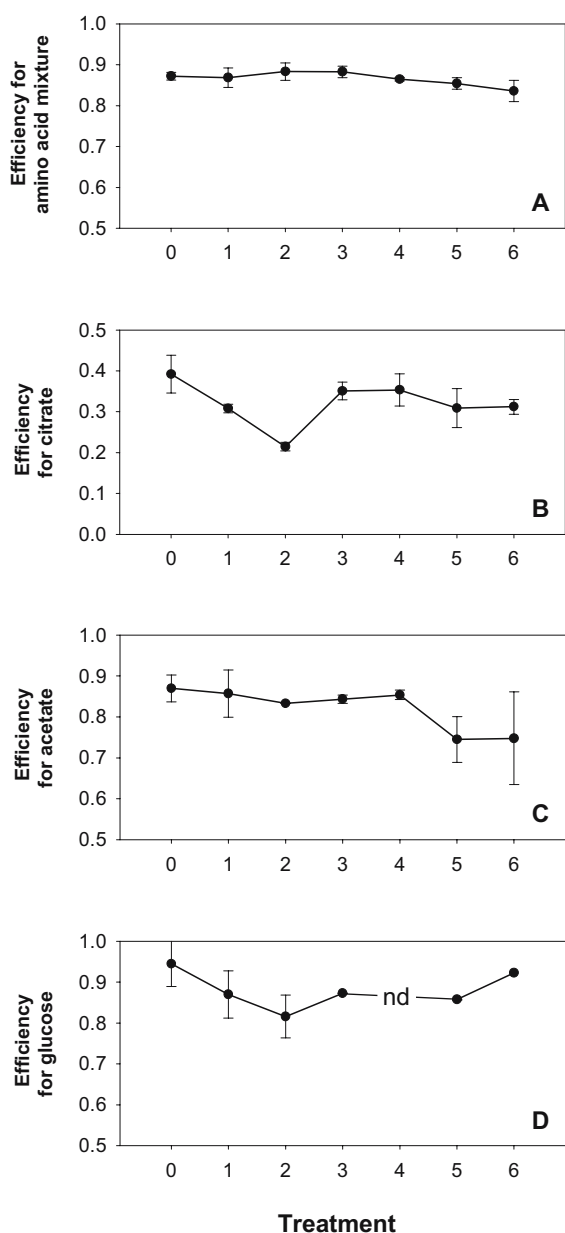 Efficiency for
amino acid mixture
1.0
0.9
0.8
0.7
0.6
0.5
A
0 1 2 3 4 5 6
Efficiency
for citrate
0.5
0.4
0.3
0.2
0.1
0.0
B
0 1 2 3 4 5 6
Efficiency
for acetate
1.0
0.9
0.8
0.7
0.6
0.5
C
0 1 2 3 4 5 6
Efficiency
for glucose
1.0
0.9
0.8
0.7
0.6
0.5
nd
D
0 1 2 3 4 5 6
Treatment